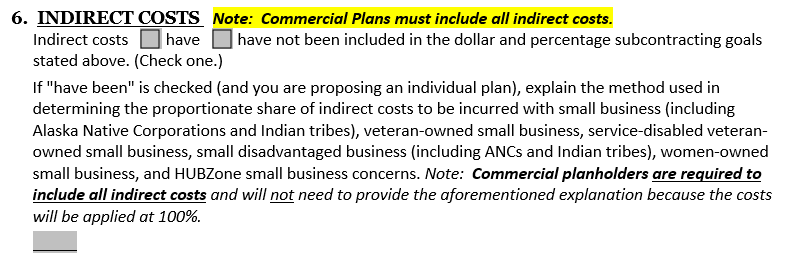 6. INDIRECT COSTS Note: Commercial Plans must include all indirect costs.
Indirect costs have have not been included in the dollar and percentage subcontracting goals
stated above. (Check one.)
If "have been" is checked (and you are proposing an individual plan), explain the method used in
determining the proportionate share of indirect costs to be incurred with small business (including
Alaska Native Corporations and Indian tribes), veteran-owned small business, service-disabled veteran-
owned small business, small disadvantaged business (including ANCs and Indian tribes), women-owned
small business, and HUBZone small business concerns. Note: Commercial planholders are required to
include all indirect costs and will not need to provide the aforementioned explanation because the costs
will be applied at 100%.